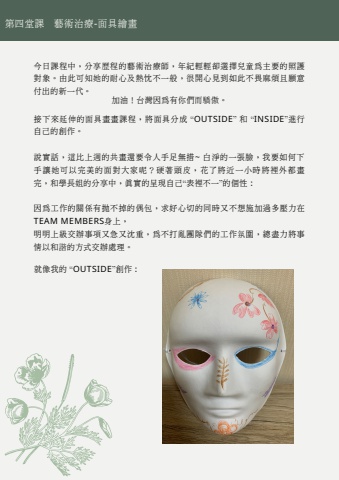 第四堂課　藝術治療-面具繪畫
今日課程中，分享歷程的藝術治療師，年紀輕輕卻選擇兒童為主要的照護
對象。由此可知她的耐心及熱忱不一般，很開心見到如此不畏麻煩且願意
付出的新一代。
加油！台灣因為有你們而驕傲。
接下來延伸的面具畫畫課程，將面具分成 “OUTSIDE” 和 “INSIDE”進行
自己的創作。
說實話，這比上週的共畫還要令人手足無措~ 白淨的一張臉，我要如何下
手讓她可以完美的面對大家呢？硬著頭皮，花了將近一小時將裡外都畫
完，和學長姐的分享中，真實的呈現自己“表裡不一”的個性：
因為工作的關係有拋不掉的偶包，求好心切的同時又不想施加過多壓力在
TEAM MEMBERS身上，
明明上級交辦事項又急又沈重，為不打亂團隊們的工作氛圍，總盡力將事
情以和諧的方式交辦處理。
就像我的 “OUTSIDE”創作：